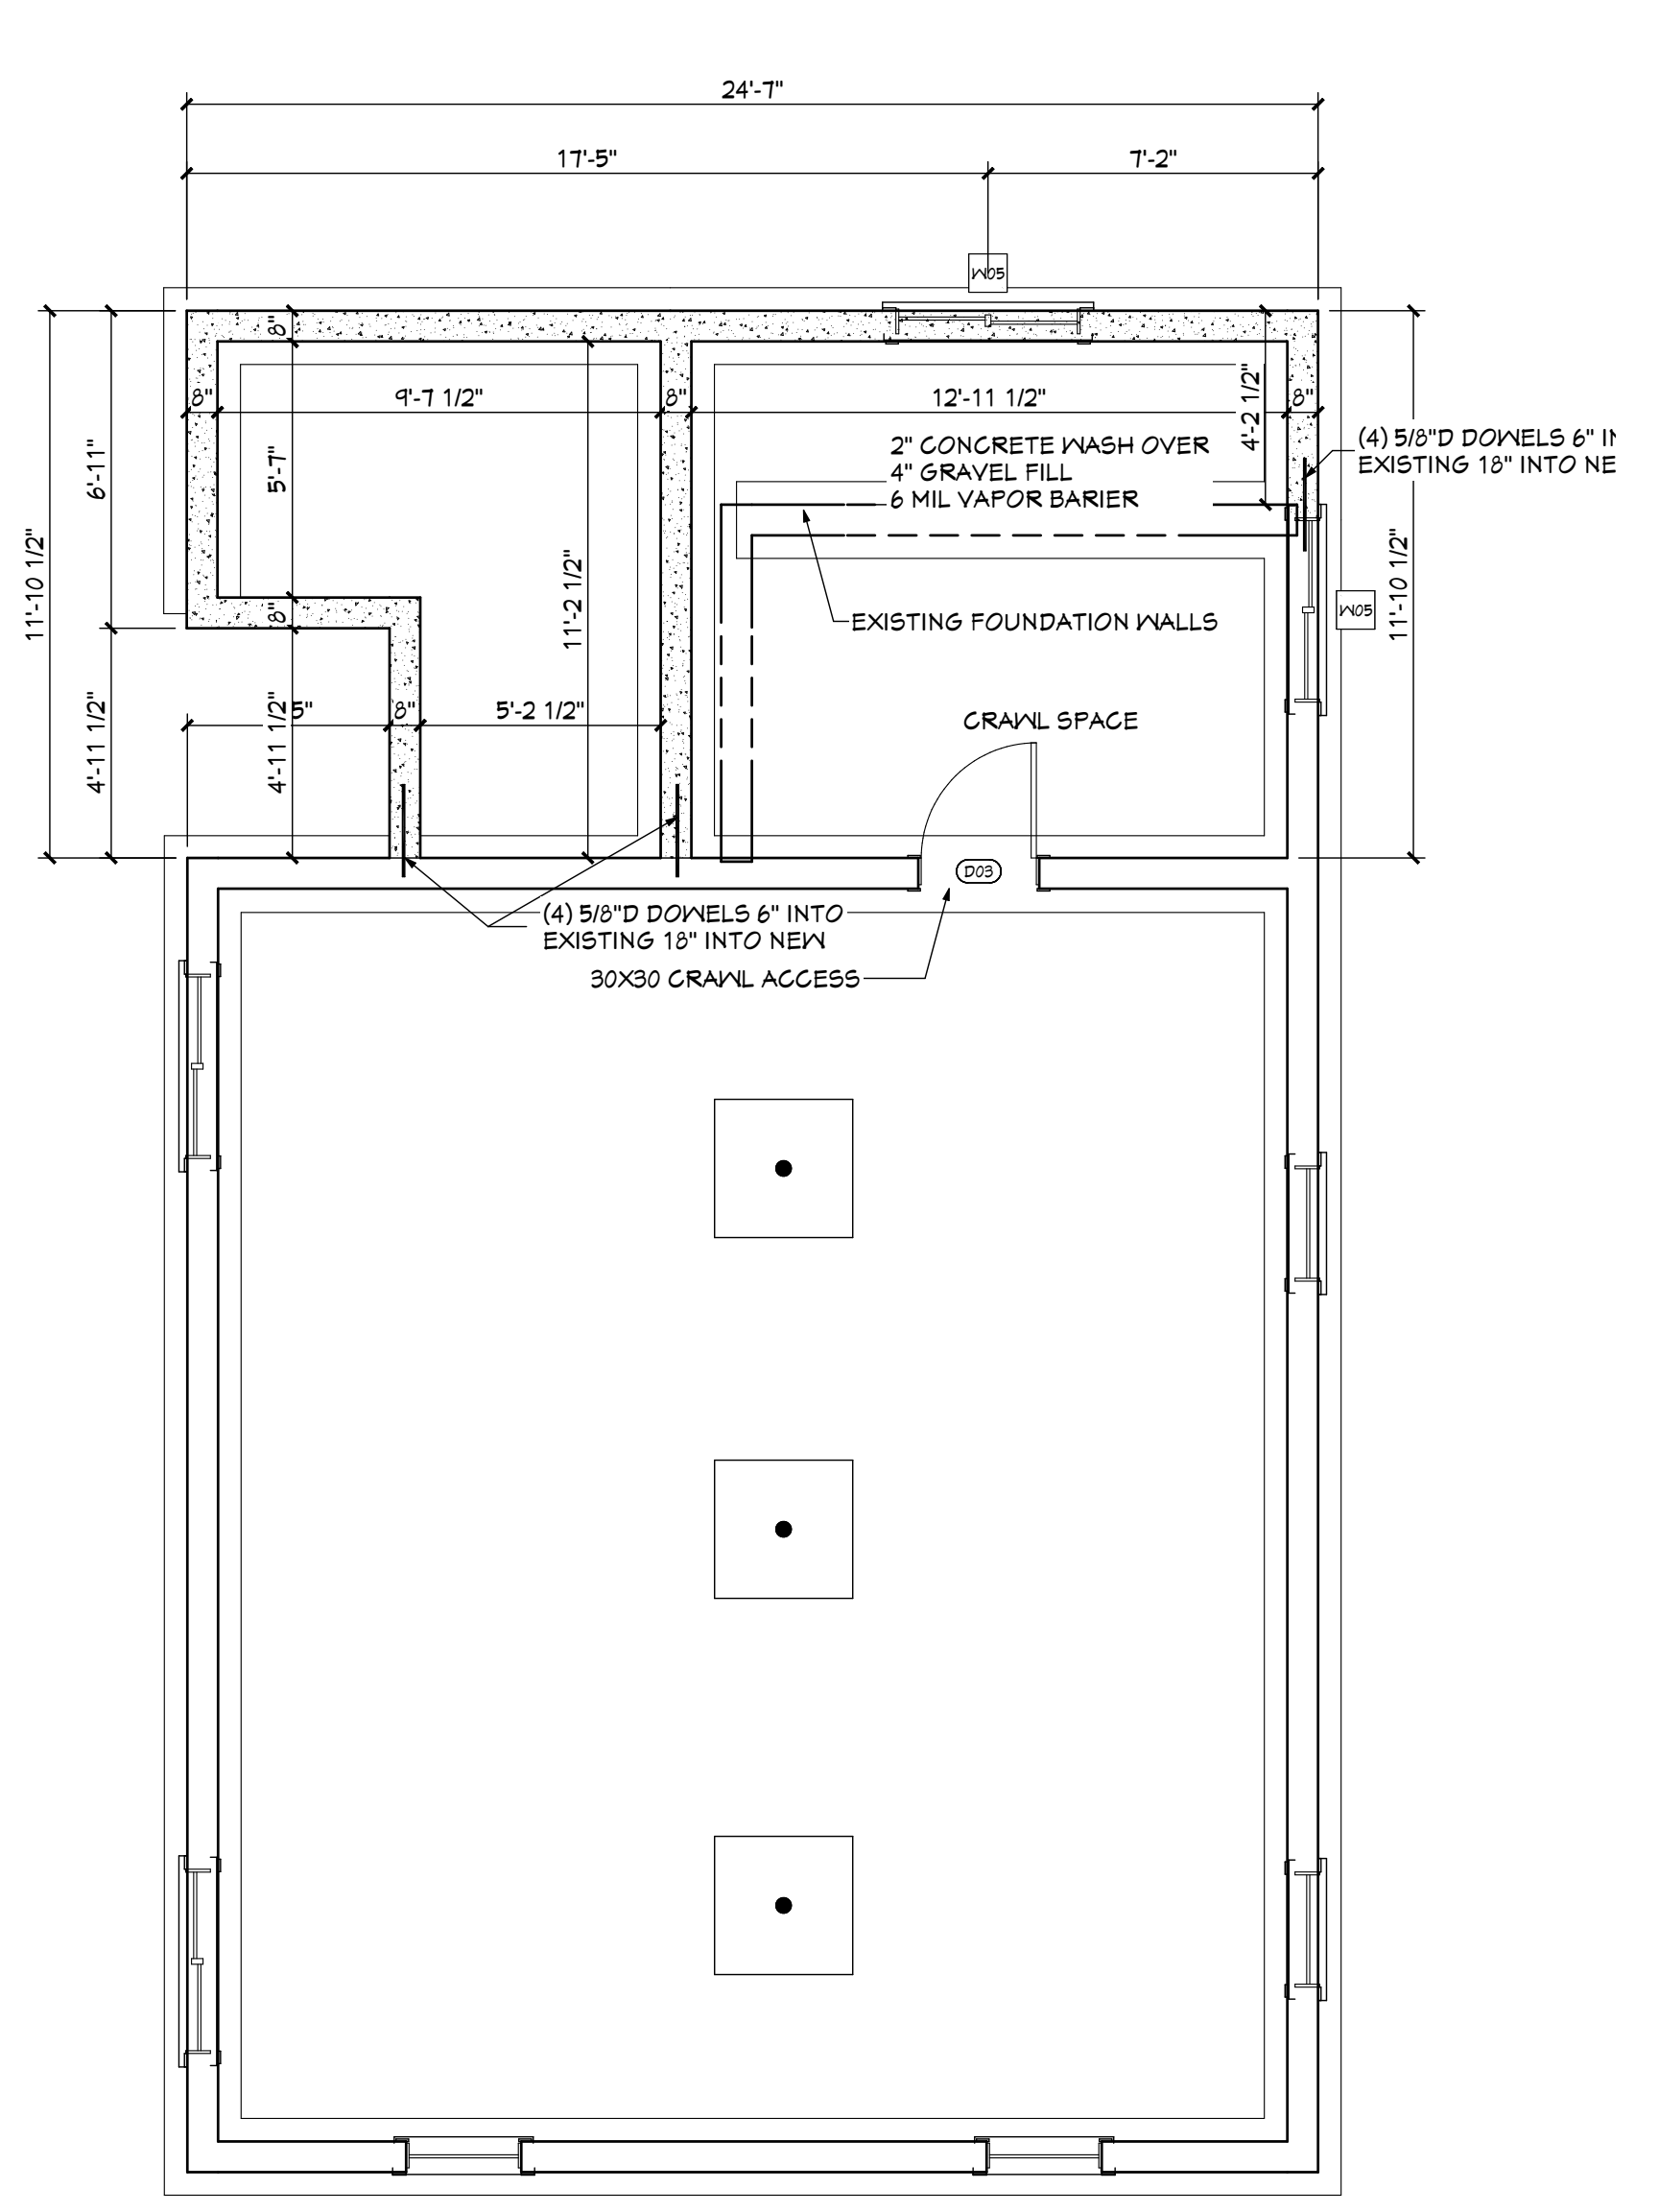 24'-7"
17'-5"
7'-2"
W05
8"
8"
9'-7 1/2"
8"
12'-11 1/2"
8"
4'-2 1/2"
2" CONCRETE WASH OVER
4" GRAVEL FILL
6 MIL VAPOR BARIER
(4) 5/8"D DOWELS 6" IN
EXISTING 18" INTO NE
6'-11"
5'-7"
11'-10 1/2"
11'-2 1/2"
8"
EXISTING FOUNDATION WALLS
W05
11'-10 1/2"
4'-11 1/2"
4'-11 1/2"
5"
8"
5'-2 1/2"
CRAWL SPACE
D03
(4) 5/8"D DOWELS 6" INTO
EXISTING 18" INTO NEW
30X30 CRAWL ACCESS